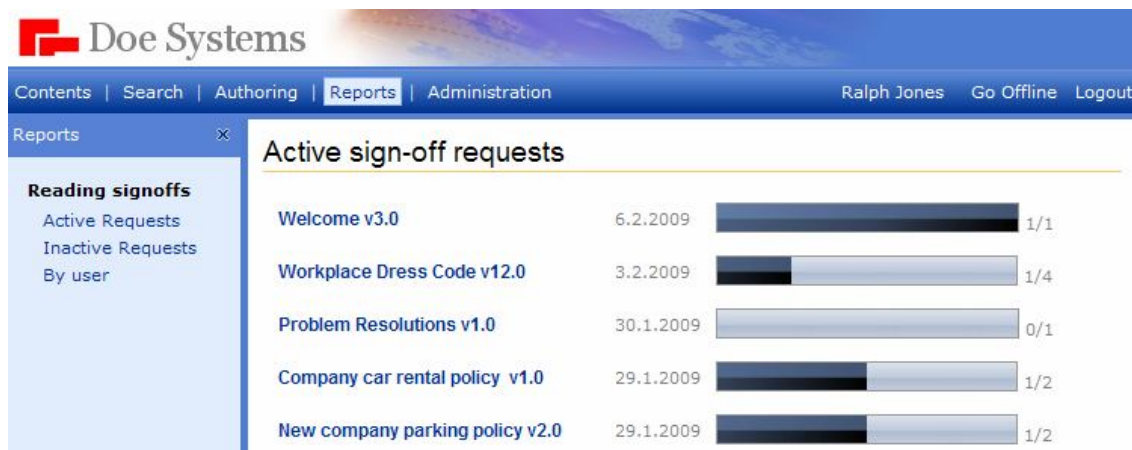 Doe Systems
Contents | Search | Authoring | Reports | Administration Ralph Jones Go Offline Logout
Reports x
Active sign-off requests
Reading signoffs
Active Requests
Inactive Requests
By user
Welcome v3.0 6.2.2009 1/1
Workplace Dress Code v12.0 3.2.2009 1/4
Problem Resolutions v1.0 30.1.2009 0/1
Company car rental policy v1.0 29.1.2009 1/2
New company parking policy v2.0 29.1.2009 1/2